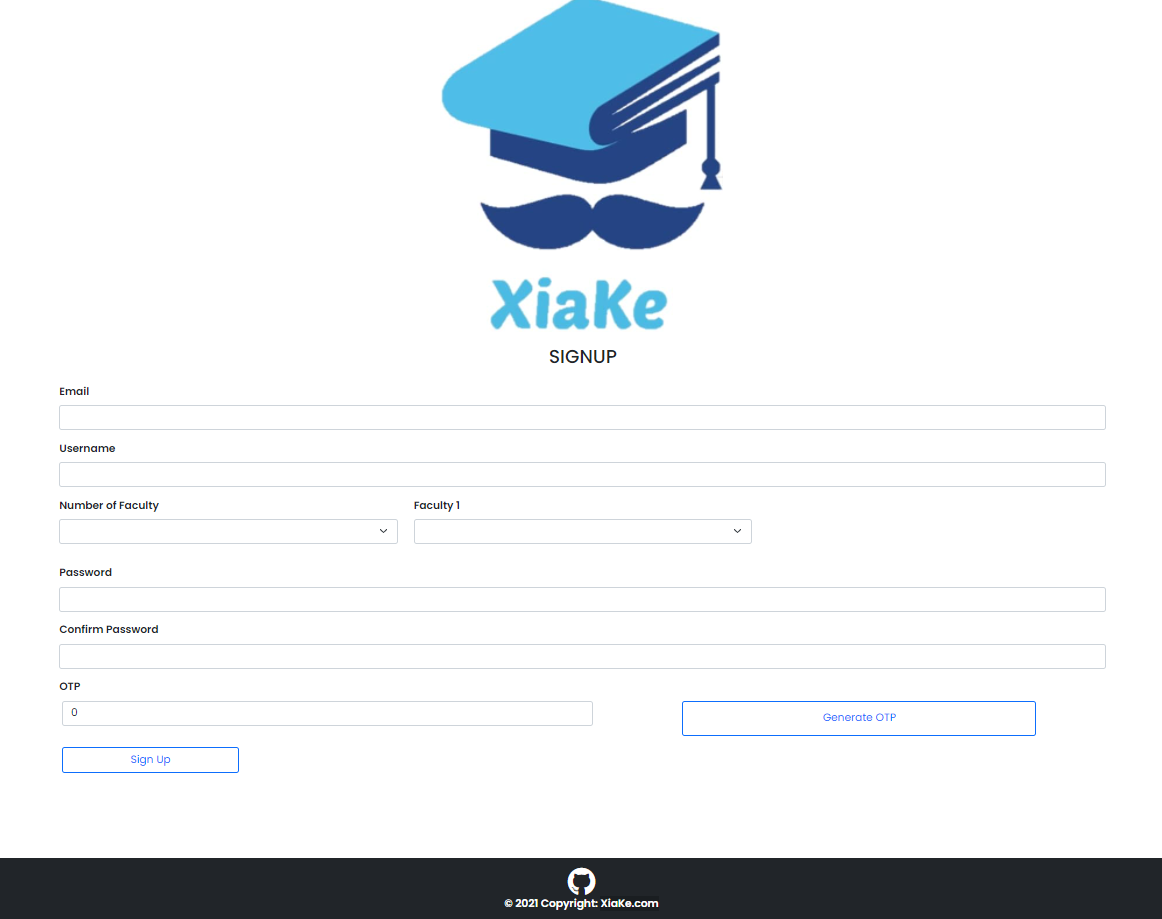 XiaKe
SIGNUP
Email
Username
Number of Faculty Faculty 1
Password
Confirm Password
OTP
0 Generate OTP
Sign Up
© 2021 Copyright: XiaKe.com